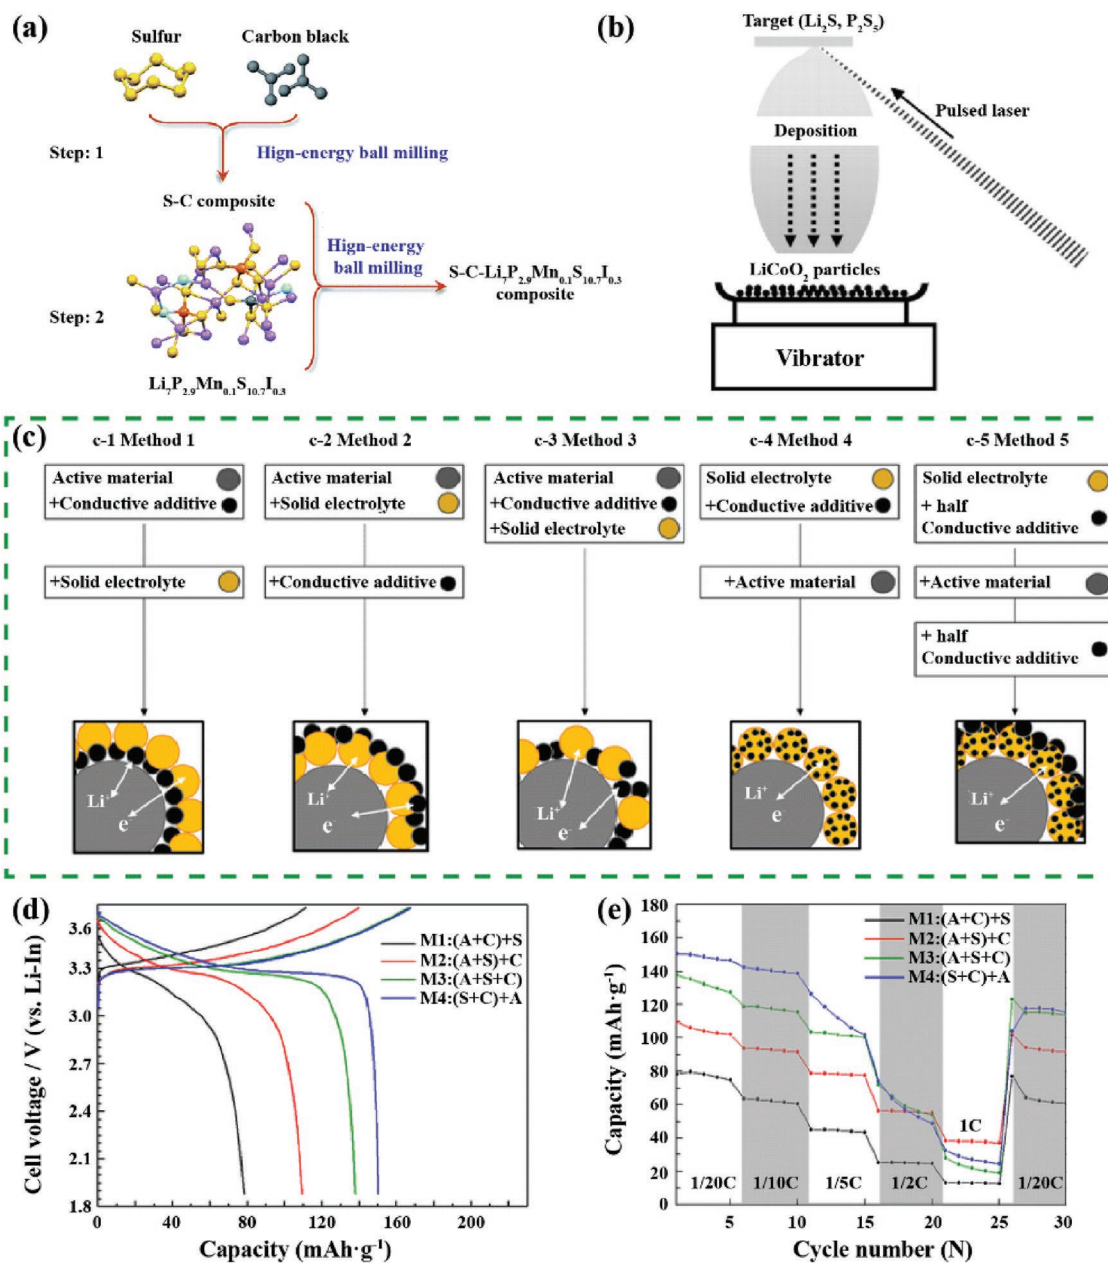 (a)
Sulfur
Carbon black
Step: 1
Hign-energy ball milling
S-C composite
Hign-energy
ball milling
S-C-Li₇P₂.₉Mn₀.₁S₁₀.₇I₀.₃
composite
Step: 2
Li₇P₂.₉Mn₀.₁S₁₀.₇I₀.₃
(b)
Target (Li₂S, P₂S₅)
Pulsed laser
Deposition
LiCoO₂ particles
Vibrator
(c)
c-1 Method 1
Active material
+Conductive additive
+Solid electrolyte
Li⁺
e⁻
c-2 Method 2
Active material
+Solid electrolyte
+Conductive additive
Li⁺
e⁻
c-3 Method 3
Active material
+Conductive additive
+Solid electrolyte
Li⁺
e⁻
c-4 Method 4
Solid electrolyte
+Conductive additive
+Active material
Li⁺
e⁻
c-5 Method 5
Solid electrolyte
+ half
Conductive additive
+Active material
+ half
Conductive additive
Li⁺
e⁻
(d)
Cell voltage / V (vs. Li-In)
3.6
3.3
3.0
2.7
2.4
2.1
1.8
M1:(A+C)+S
M2:(A+S)+C
M3:(A+S+C)
M4:(S+C)+A
0 40 80 120 160 200
Capacity (mAh·g⁻¹)
(e)
Capacity (mAh·g⁻¹)
180
160
140
120
100
80
60
40
20
0
M1:(A+C)+S
M2:(A+S)+C
M3:(A+S+C)
M4:(S+C)+A
1C
1/20C 1/10C 1/5C 1/2C 1/20C
5 10 15 20 25 30
Cycle number (N)